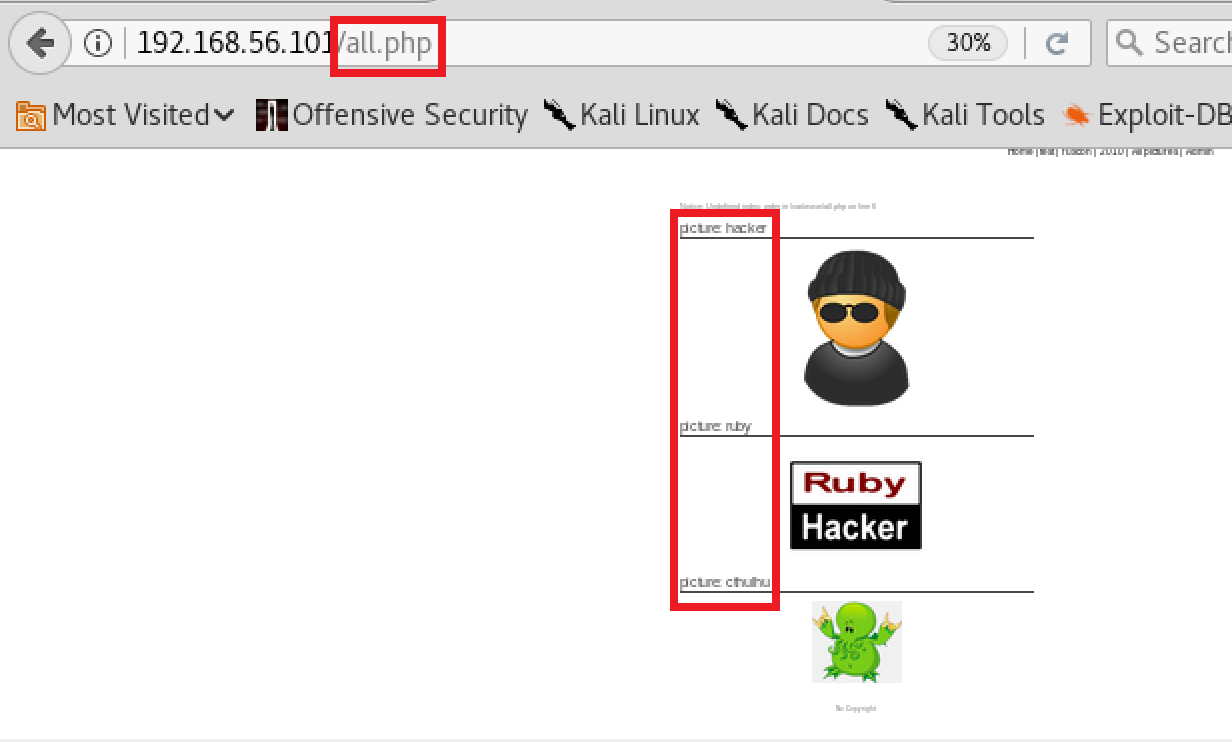 192.168.56.101/all.php 30% Search
Most Visited Offensive Security Kali Linux Kali Docs Kali Tools Exploit-DB
Home | test | ruxcon | 2010 | All pictures | Admin
Notice: Undefined index: order in /var/www/all.php on line 6
picture: hacker
picture: ruby
Ruby
Hacker
picture: cthulhu
No Copyright